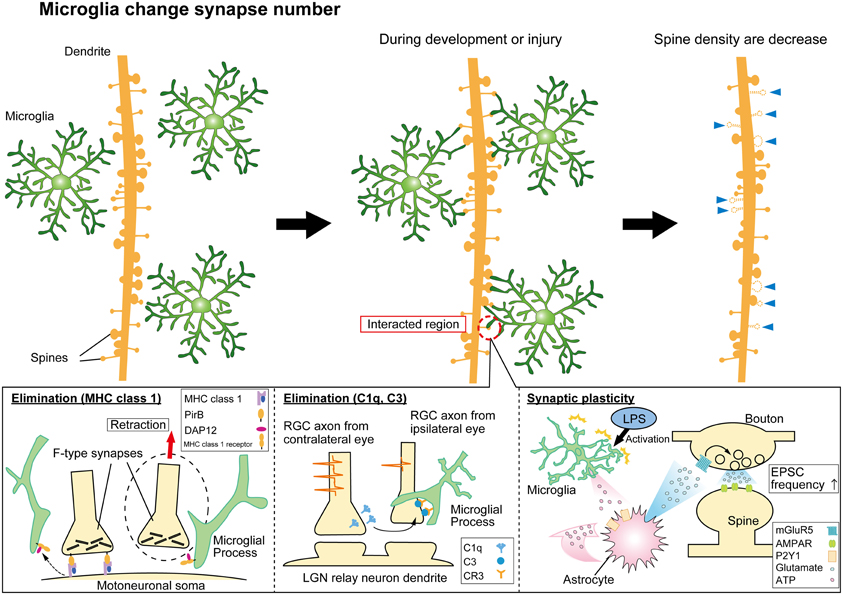 Microglia change synapse number
Dendrite
During development or injury
Spine density are decrease
Microglia
Interacted region
Spines
Elimination (MHC class 1)
Retraction
MHC class 1
PirB
DAP12
MHC class 1 receptor
F-type synapses
Microglial
Process
Motoneuronal soma
Elimination (C1q, C3)
RGC axon from
contralateral eye
RGC axon from
ipsilateral eye
Microglial
Process
C1q
C3
CR3
LGN relay neuron dendrite
Synaptic plasticity
LPS
Activation
Microglia
Bouton
EPSC
frequency ↑
Spine
Astrocyte
mGluR5
AMPAR
P2Y1
Glutamate
ATP